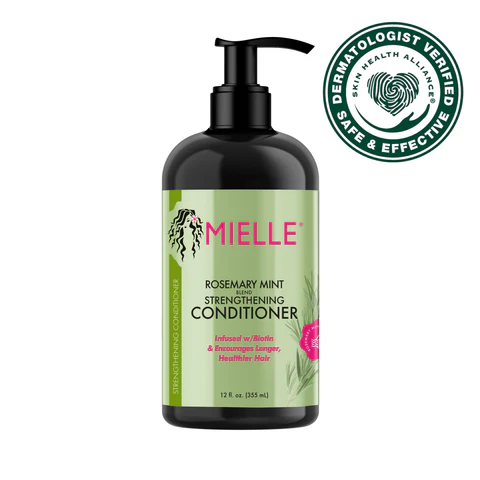 DERMATOLOGIST VERIFIED
SKIN HEALTH ALLIANCE®
SAFE & EFFECTIVE
MIELLE®
ROSEMARY MINT
BLEND
STRENGTHENING
CONDITIONER
Infused w/Biotin
& Encourages Longer,
Healthier Hair
12 fl. oz. (355 mL)
STRENGTHENING CONDITIONER